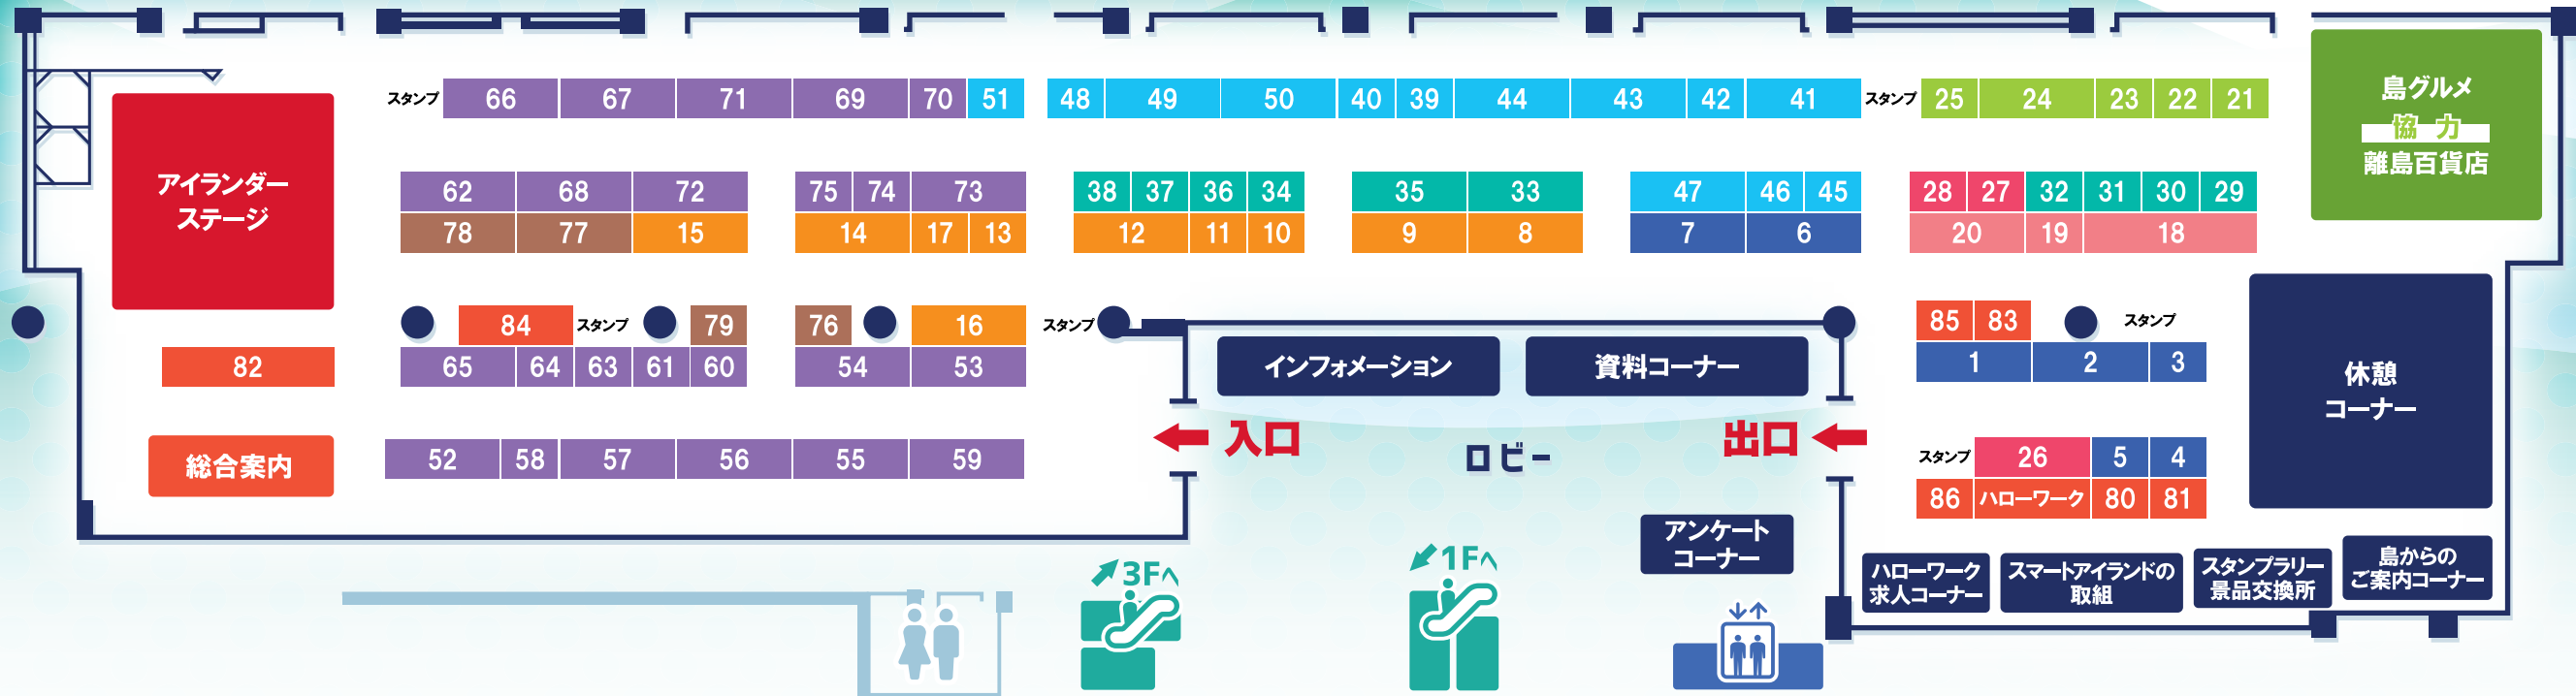 スタンプ 66 67 71 69 70 51 48 49 50 40 39 44 43 42 41 スタンプ 25 24 23 22 21
島グルメ
協力
離島百貨店
アイランダー
ステージ
62 68 72 75 74 73 38 37 36 34 35 33 47 46 45 28 27 32 31 30 29
78 77 15 14 17 13 12 11 10 9 8 7 6 20 19 18
84 スタンプ 79 76 16 スタンプ 85 83 スタンプ
82 65 64 63 61 60 54 53 インフォメーション 資料コーナー 1 2 3
休憩
コーナー
総合案内
52 58 57 56 55 59
入口
ロビー
出口
スタンプ 26 5 4
86 ハローワーク 80 81
アンケート
コーナー
3Fへ
1Fへ
ハローワーク
求人コーナー
スマートアイランドの
取組
スタンプラリー
景品交換所
島からの
ご案内コーナー